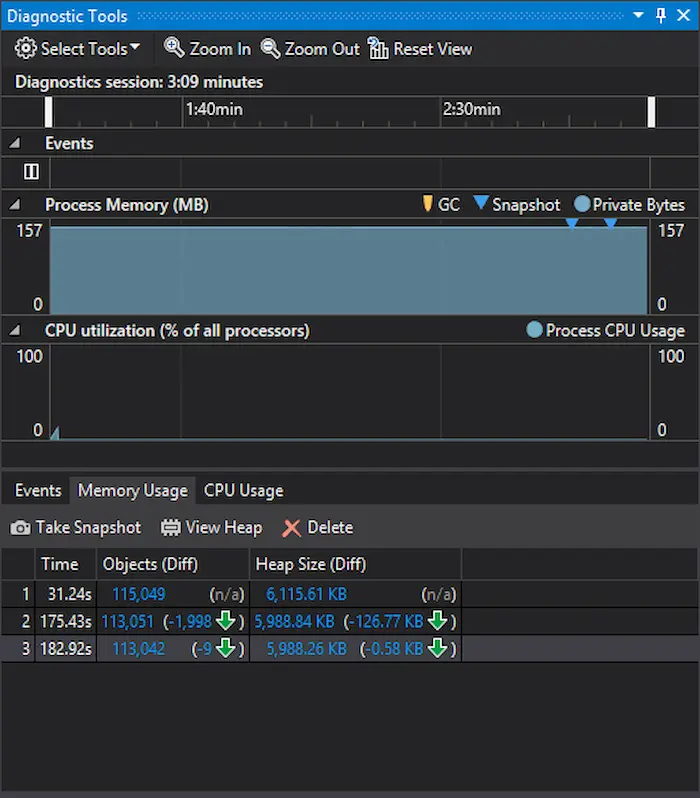 Diagnostic Tools
Select Tools Zoom In Zoom Out Reset View
Diagnostics session: 3:09 minutes
1:40min 2:30min
Events
Process Memory (MB) GC Snapshot Private Bytes
157 157
0 0
CPU utilization (% of all processors) Process CPU Usage
100 100
0 0
Events Memory Usage CPU Usage
Take Snapshot View Heap Delete
Time Objects (Diff) Heap Size (Diff)
1 31.24s 115,049 (n/a) 6,115.61 KB (n/a)
2 175.43s 113,051 (-1,998 ) 5,988.84 KB (-126.77 KB )
3 182.92s 113,042 (-9 ) 5,988.26 KB (-0.58 KB )